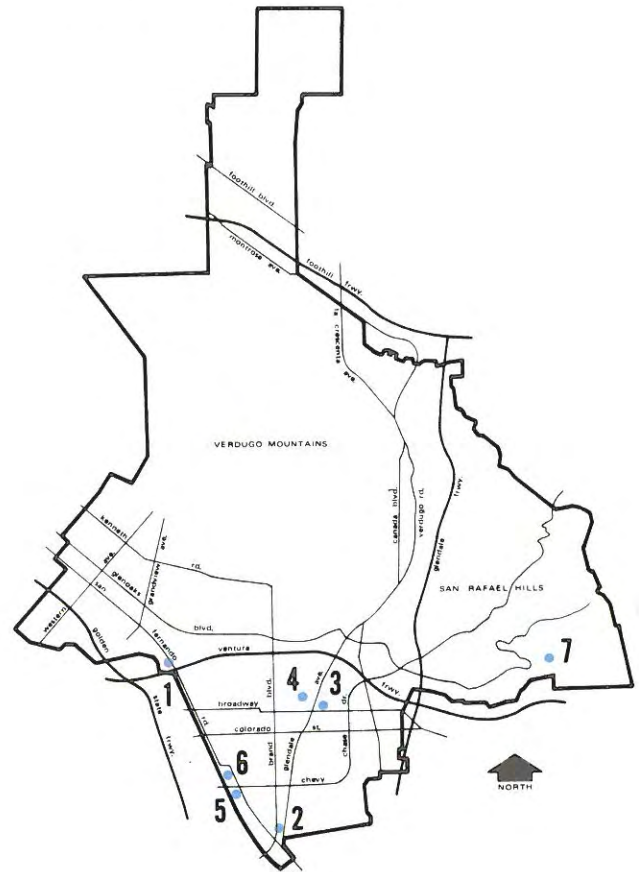 foothill blvd.
montrose ave.
foothill frwy.
la crescenta ave.
VERDUGO MOUNTAINS
canada blvd.
verdugo rd.
glendale frwy.
kenneth rd.
western ave.
grandview ave.
glenoaks blvd.
san fernando rd.
golden state frwy.
ventura frwy.
SAN RAFAEL HILLS
7
1
4
3
broadway
brand blvd.
glendale ave.
colorado st.
chevy chase dr.
6
5
2
NORTH